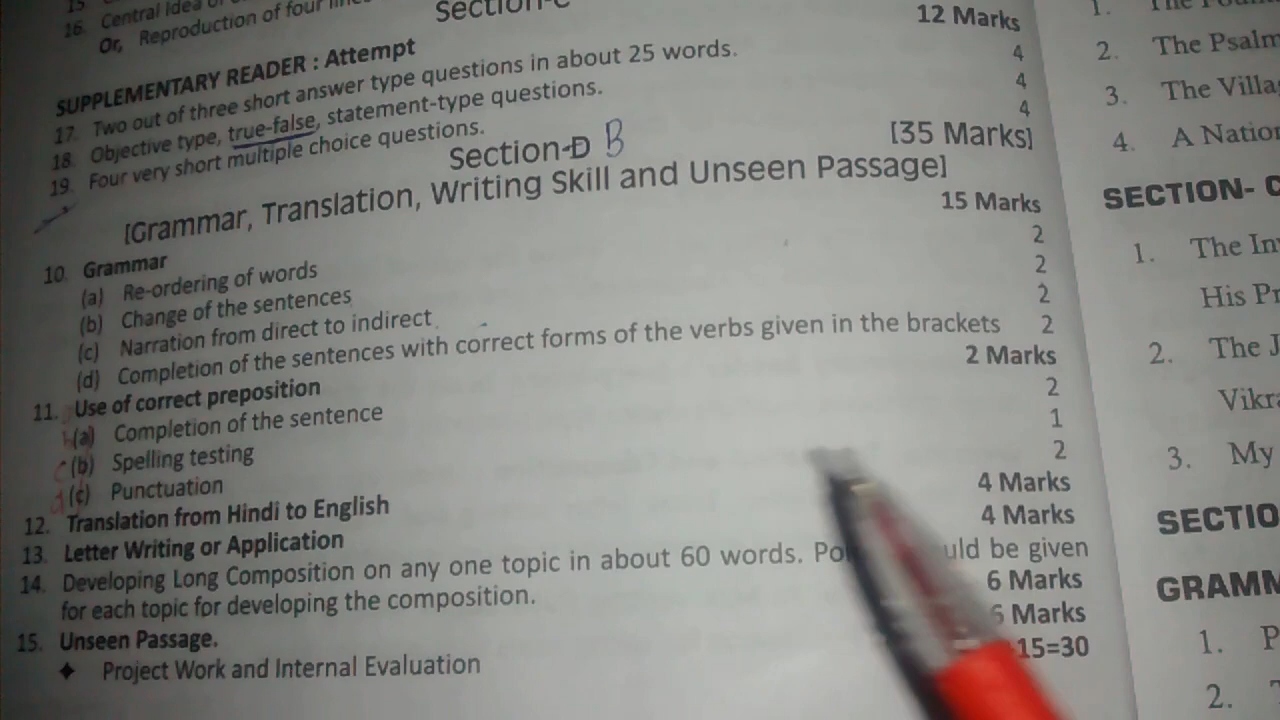 16. Central Idea of
Or, Reproduction of four lines
Section-C
12 Marks
SUPPLEMENTARY READER : Attempt
17. Two out of three short answer type questions in about 25 words. 4
18. Objective type, true-false, statement-type questions. 4
19. Four very short multiple choice questions. 4
Section-D B [35 Marks]
[Grammar, Translation, Writing Skill and Unseen Passage]
15 Marks
10. Grammar
(a) Re-ordering of words 2
(b) Change of the sentences 2
(c) Narration from direct to indirect 2
(d) Completion of the sentences with correct forms of the verbs given in the brackets 2
11. Use of correct preposition 2 Marks
(a) Completion of the sentence 2
(b) Spelling testing 1
(c) Punctuation 2
12. Translation from Hindi to English 4 Marks
13. Letter Writing or Application 4 Marks
14. Developing Long Composition on any one topic in about 60 words. uld be given
for each topic for developing the composition. 6 Marks
15. Unseen Passage. 6 Marks
Project Work and Internal Evaluation 15=30
1. The
2. The Psalm
3. The Villa
4. A Nation
SECTION- C
1. The In
His Pr
2. The J
Vikra
3. My
SECTIO
GRAMM
1. P
2.